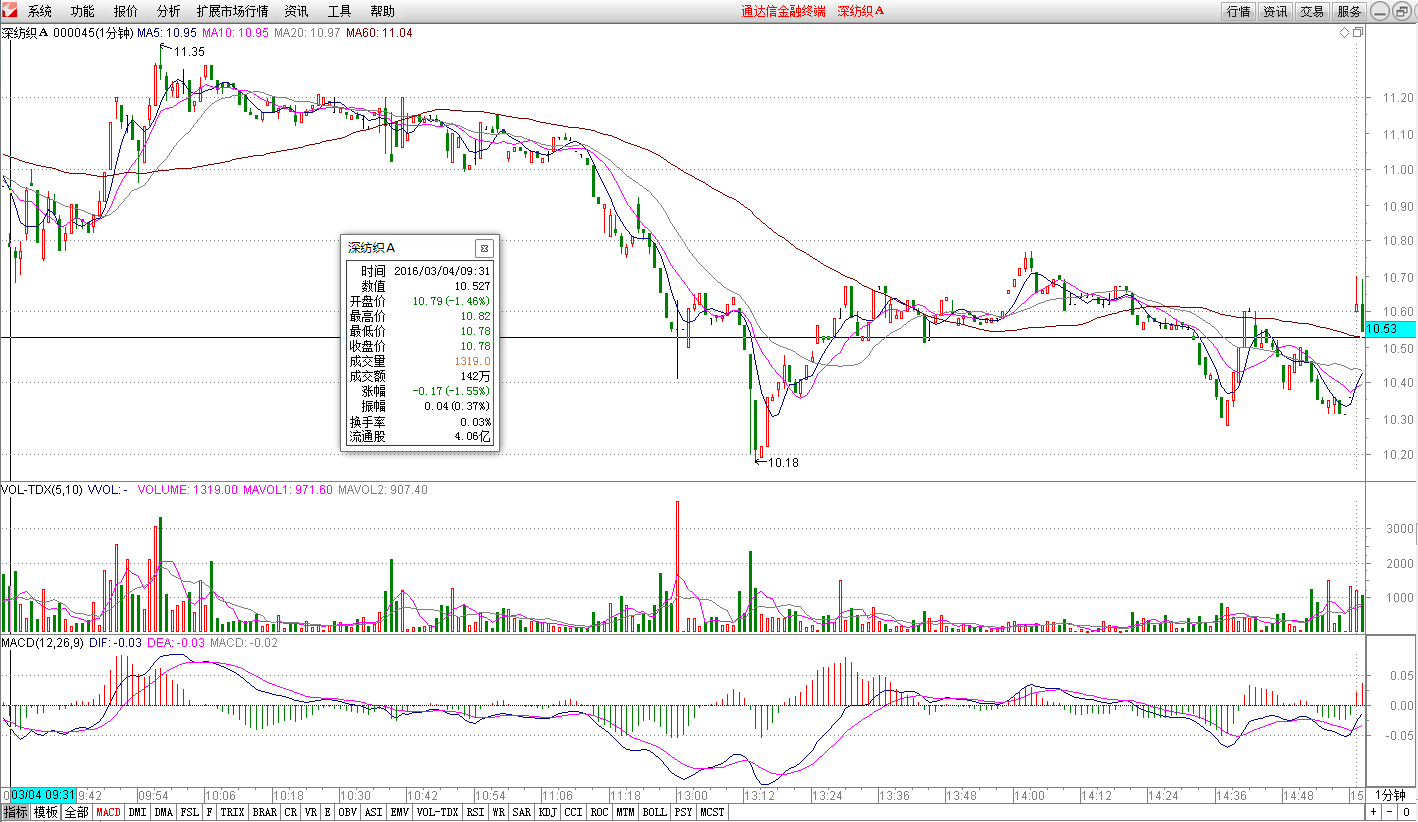 系统 功能 报价 分析 扩展市场行情 资讯 工具 帮助 通达信金融终端 深纺织A 行情 资讯 交易 服务
深纺织A 000045(1分钟) MA5: 10.95 MA10: 10.95 MA20: 10.97 MA60: 11.04
11.35
11.20
11.10
11.00
10.90
10.80
10.70
10.60
10.53
10.50
10.40
10.30
10.20
10.18
深纺织A
时间 2016/03/04/09:31
数值 10.527
开盘价 10.79(-1.46%)
最高价 10.82
最低价 10.78
收盘价 10.78
成交量 1319.0
成交额 142万
涨幅 -0.17(-1.55%)
振幅 0.04(0.37%)
换手率 0.03%
流通股 4.06亿
VOL-TDX(5,10) VVOL: - VOLUME: 1319.00 MAVOL1: 971.60 MAVOL2: 907.40
3000
2000
1000
MACD(12,26,9) DIF: -0.03 DEA: -0.03 MACD: -0.02
0.05
0.00
-0.05
0 03/04 09:31 9:42 09:54 10:06 10:18 10:30 10:42 10:54 11:06 11:18 13:00 13:12 13:24 13:36 13:48 14:00 14:12 14:24 14:36 14:48 15 1分钟
指标 模板 全部 MACD DMI DMA FSL F TRIX BRAR CR VR E OBV ASI EMV VOL-TDX RSI WR SAR KDJ CCI ROC MTM BOLL PSY MCST + - 0